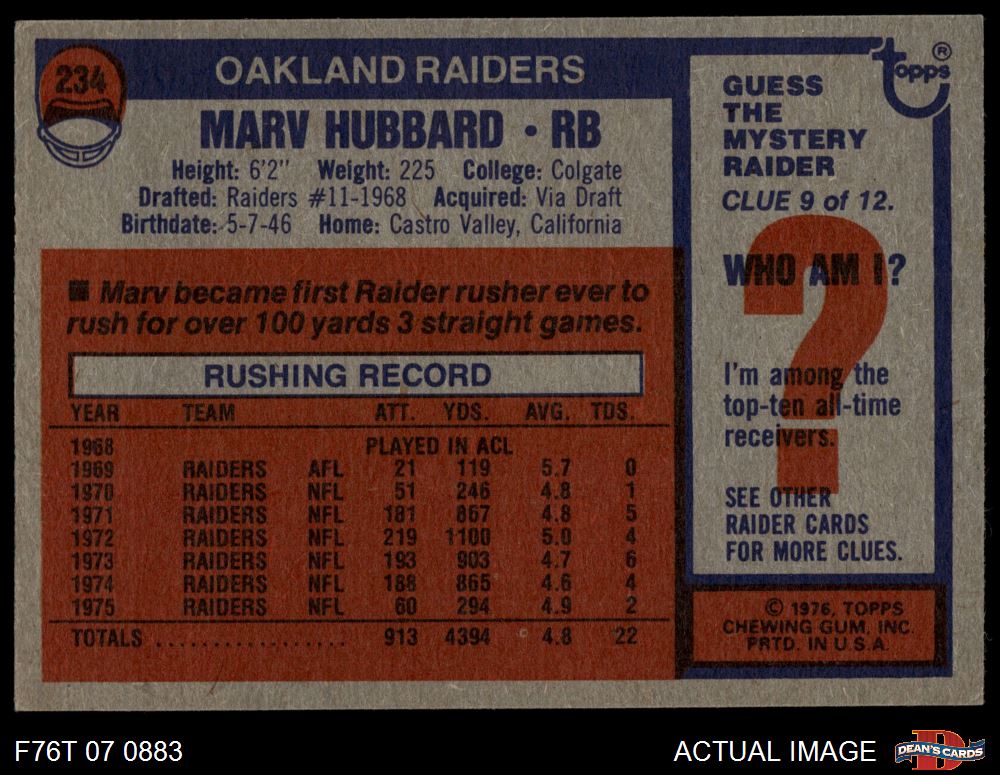 234
OAKLAND RAIDERS
MARV HUBBARD • RB
Height: 6'2" Weight: 225 College: Colgate
Drafted: Raiders #11-1968 Acquired: Via Draft
Birthdate: 5-7-46 Home: Castro Valley, California
■ Marv became first Raider rusher ever to
rush for over 100 yards 3 straight games.
RUSHING RECORD
YEAR TEAM ATT. YDS. AVG. TDS.
1968 PLAYED IN ACL
1969 RAIDERS AFL 21 119 5.7 0
1970 RAIDERS NFL 51 246 4.8 1
1971 RAIDERS NFL 181 867 4.8 5
1972 RAIDERS NFL 219 1100 5.0 4
1973 RAIDERS NFL 193 903 4.7 6
1974 RAIDERS NFL 188 865 4.6 4
1975 RAIDERS NFL 60 294 4.9 2
TOTALS .................. 913 4394 4.8 22
topps ®
GUESS
THE
MYSTERY
RAIDER
CLUE 9 of 12.
WHO AM I?
?
I'm among the
top-ten all-time
receivers.
SEE OTHER
RAIDER CARDS
FOR MORE CLUES.
© 1976, TOPPS
CHEWING GUM, INC.
PRTD. IN U.S.A.
F76T 07 0883
ACTUAL IMAGE
D
DEAN'S CARDS